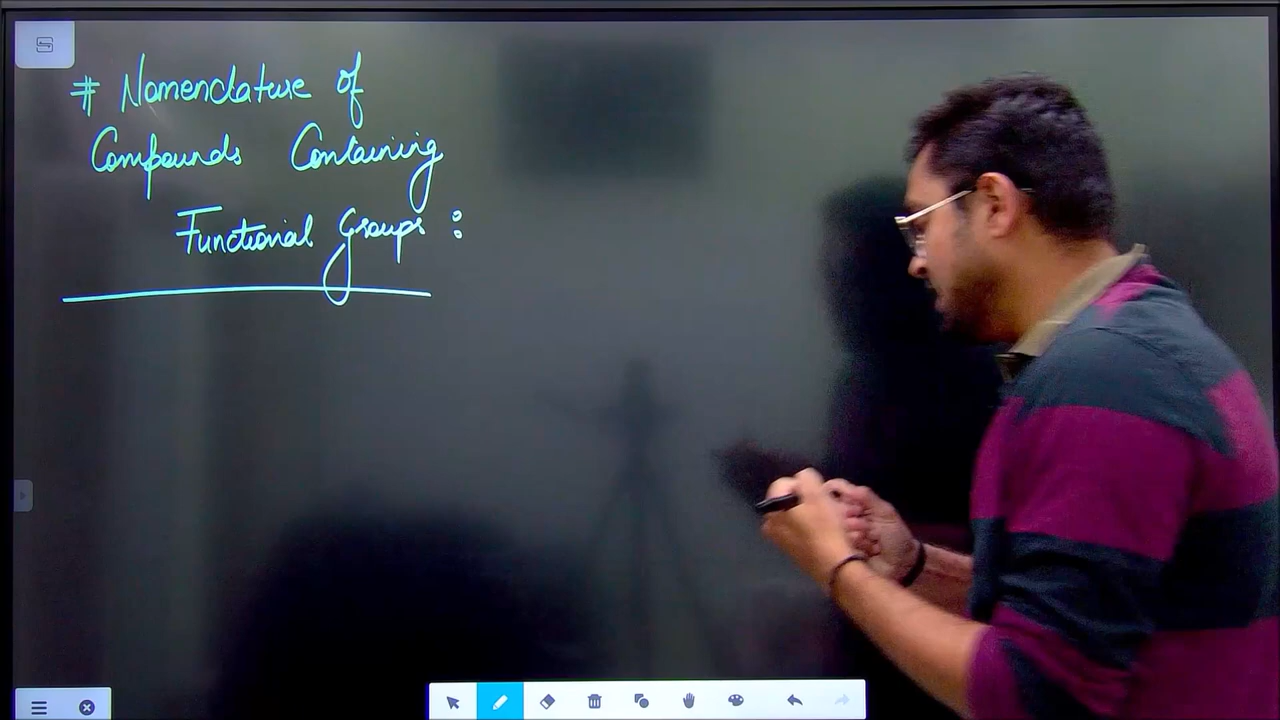 # Nomenclature of
Compounds Containing
Functional Groups :